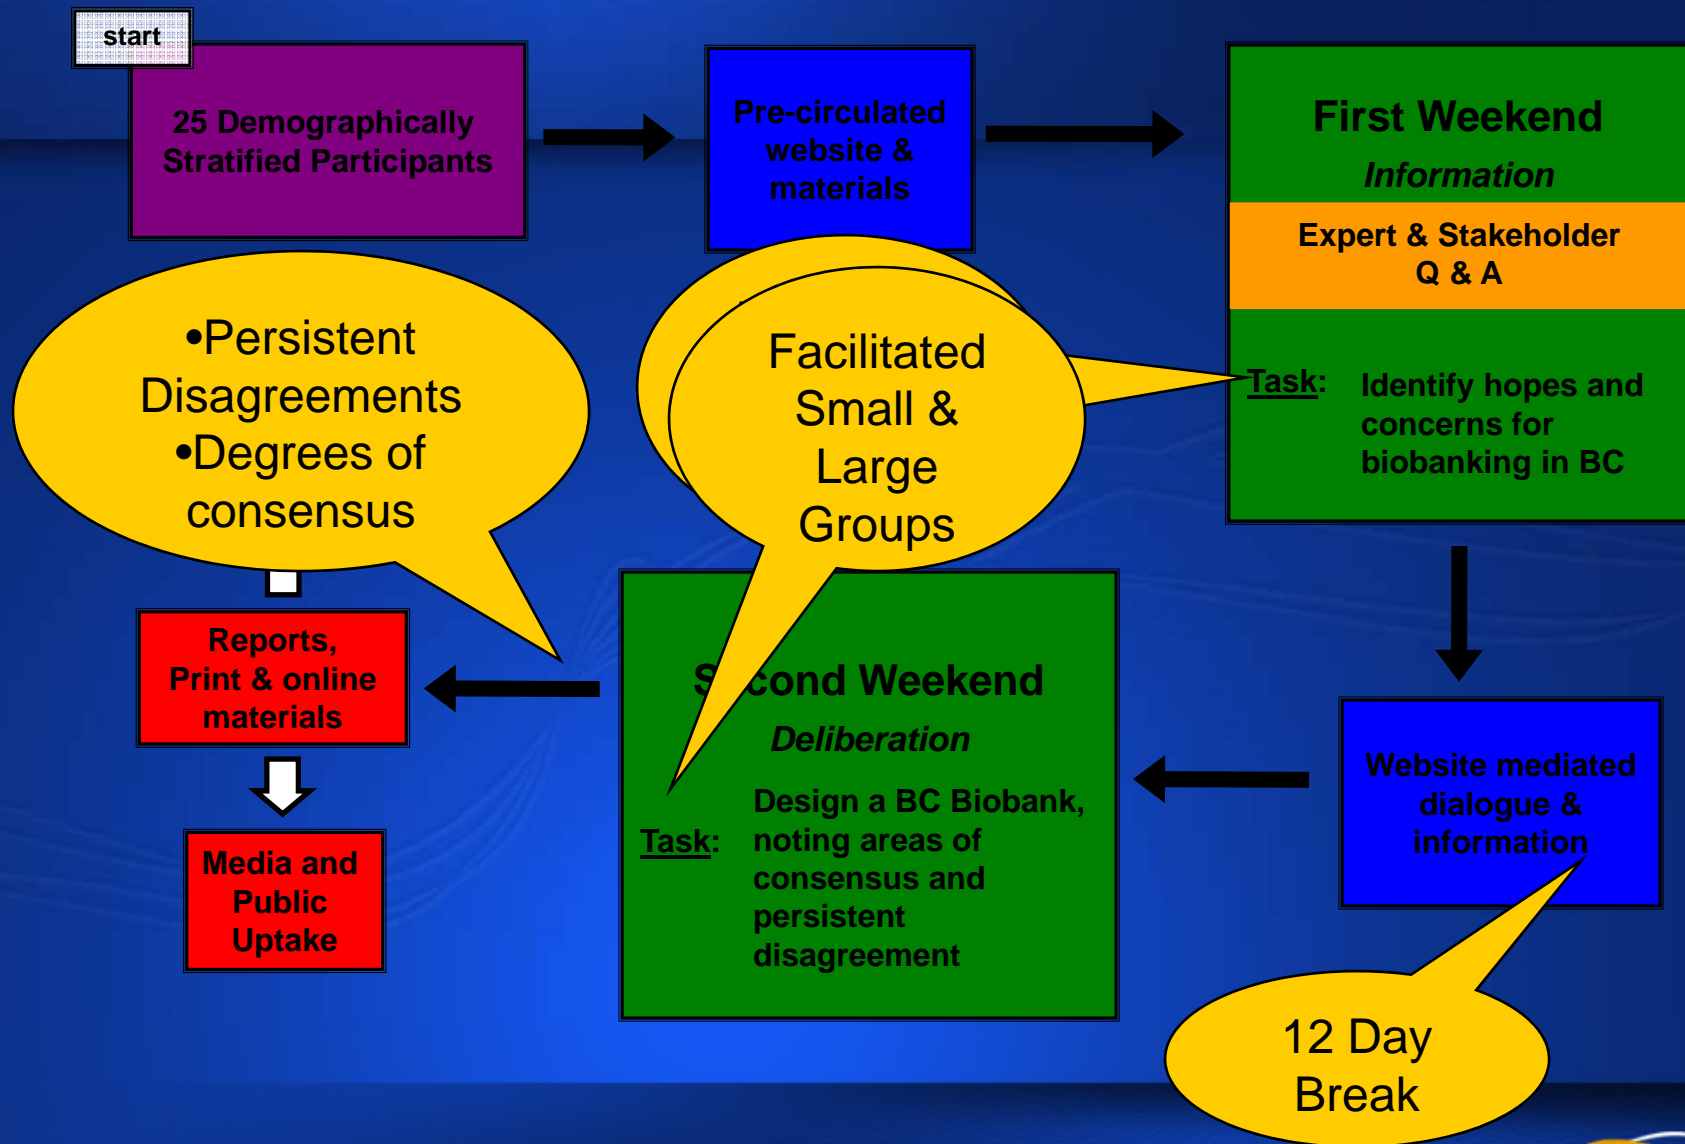 start
25 Demographically
Stratified Participants
Pre-circulated
website &
materials
First Weekend
Information
Expert & Stakeholder
Q & A
Task: Identify hopes and
concerns for
biobanking in BC
•Persistent
Disagreements
•Degrees of
consensus
Facilitated
Small &
Large
Groups
Reports,
Print & online
materials
Media and
Public
Uptake
Second Weekend
Deliberation
Task: Design a BC Biobank,
noting areas of
consensus and
persistent
disagreement
Website mediated
dialogue &
information
12 Day
Break